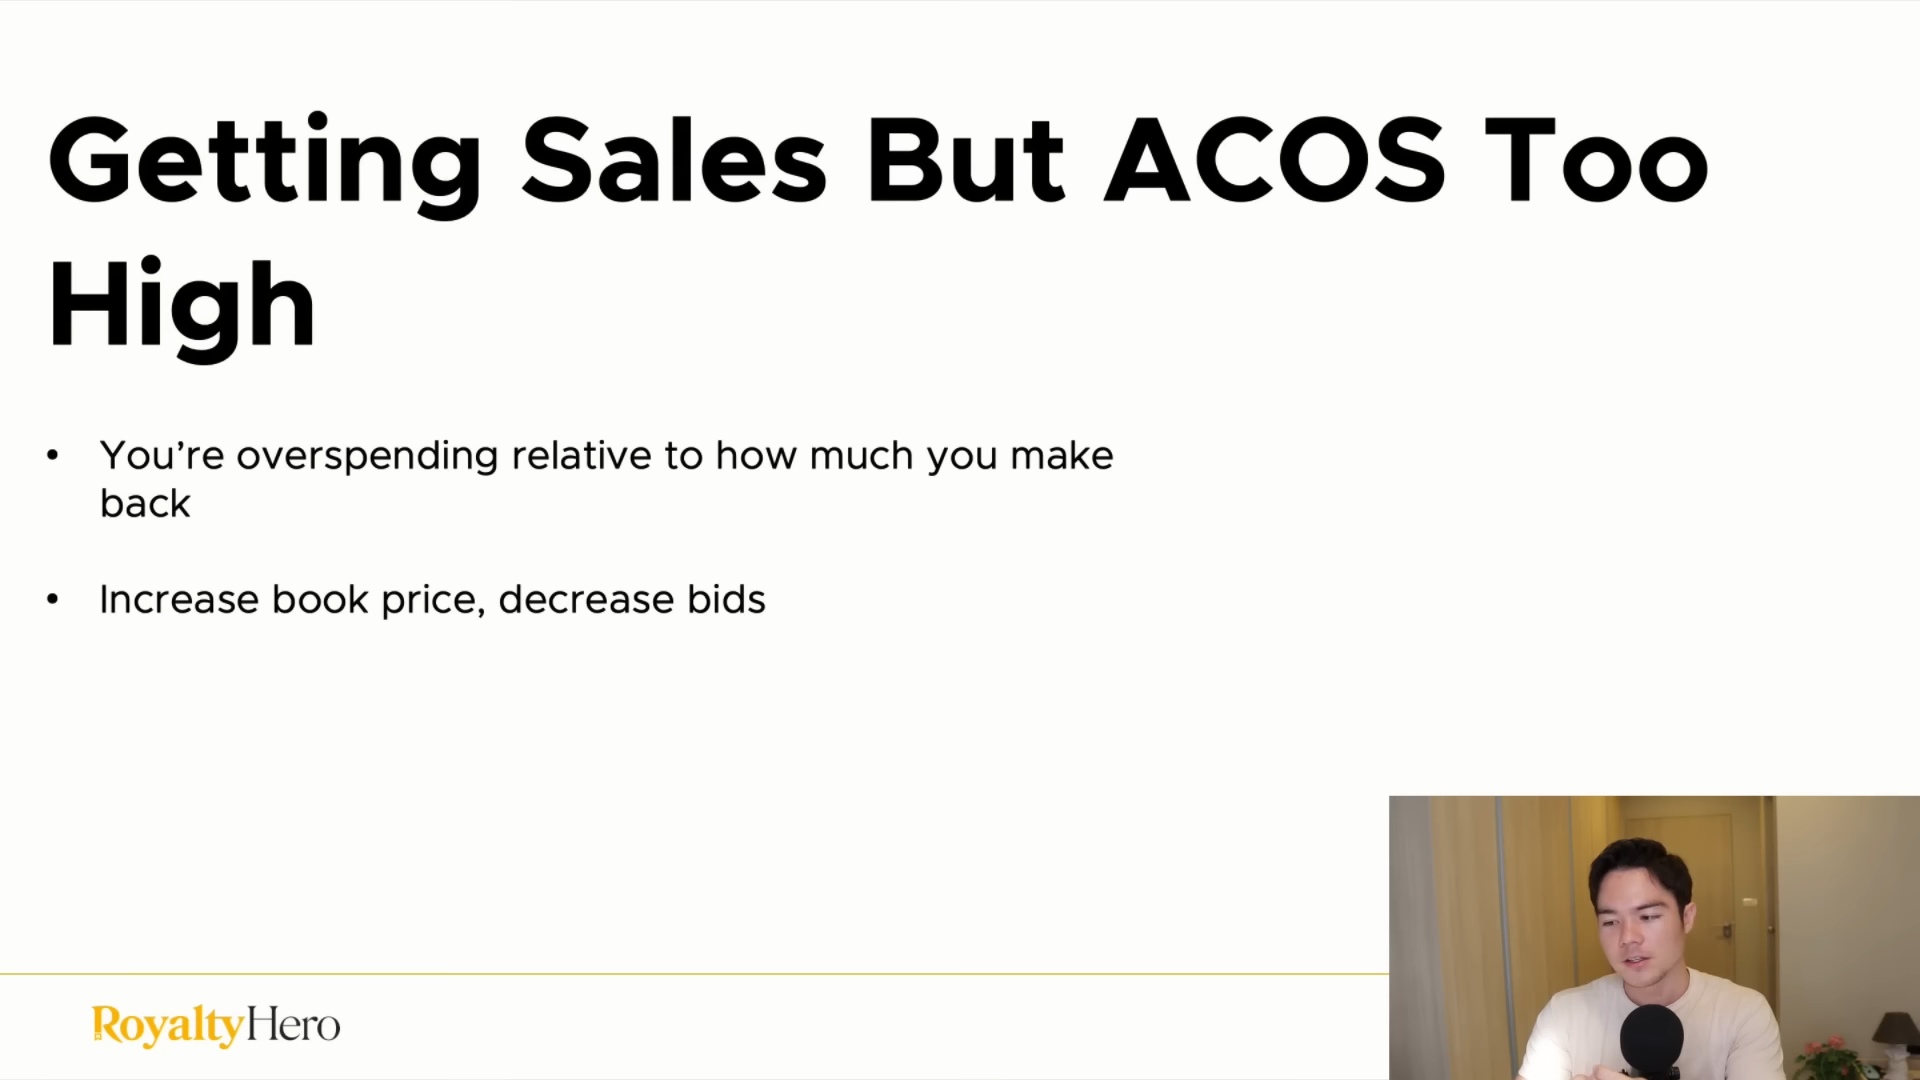 Getting Sales But ACOS Too
High
• You’re overspending relative to how much you make
back
• Increase book price, decrease bids
RoyaltyHero